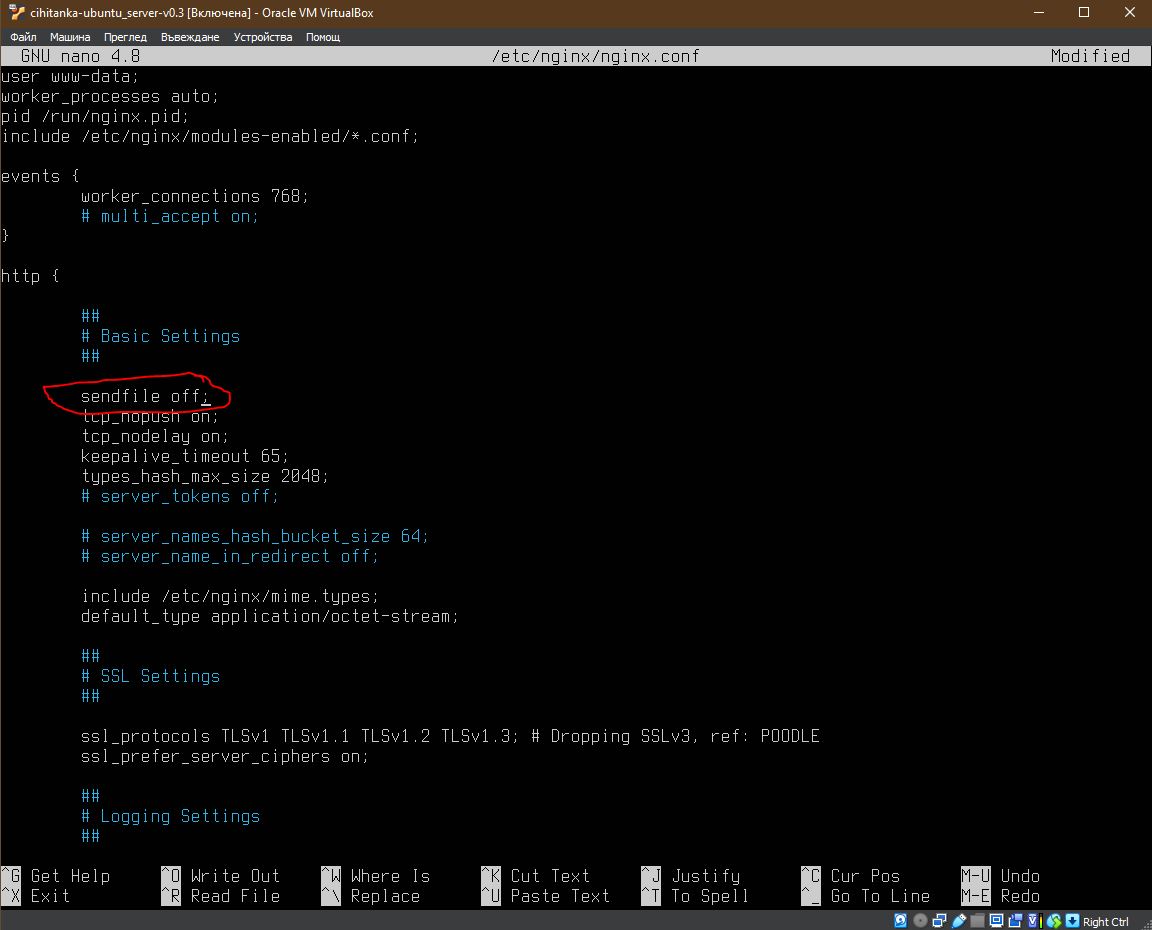 cihitanka-ubuntu_server-v0.3 [Включена] - Oracle VM VirtualBox
Файл Машина Преглед Въвеждане Устройства Помощ
GNU nano 4.8 /etc/nginx/nginx.conf Modified
user www-data;
worker_processes auto;
pid /run/nginx.pid;
include /etc/nginx/modules-enabled/*.conf;
events {
worker_connections 768;
# multi_accept on;
}
http {
##
# Basic Settings
##
sendfile off;
tcp_nopush on;
tcp_nodelay on;
keepalive_timeout 65;
types_hash_max_size 2048;
# server_tokens off;
# server_names_hash_bucket_size 64;
# server_name_in_redirect off;
include /etc/nginx/mime.types;
default_type application/octet-stream;
##
# SSL Settings
##
ssl_protocols TLSv1 TLSv1.1 TLSv1.2 TLSv1.3; # Dropping SSLv3, ref: POODLE
ssl_prefer_server_ciphers on;
##
# Logging Settings
##
^G Get Help ^O Write Out ^W Where Is ^K Cut Text ^J Justify ^C Cur Pos M-U Undo
^X Exit ^R Read File ^\ Replace ^U Paste Text ^T To Spell ^_ Go To Line M-E Redo
Right Ctrl